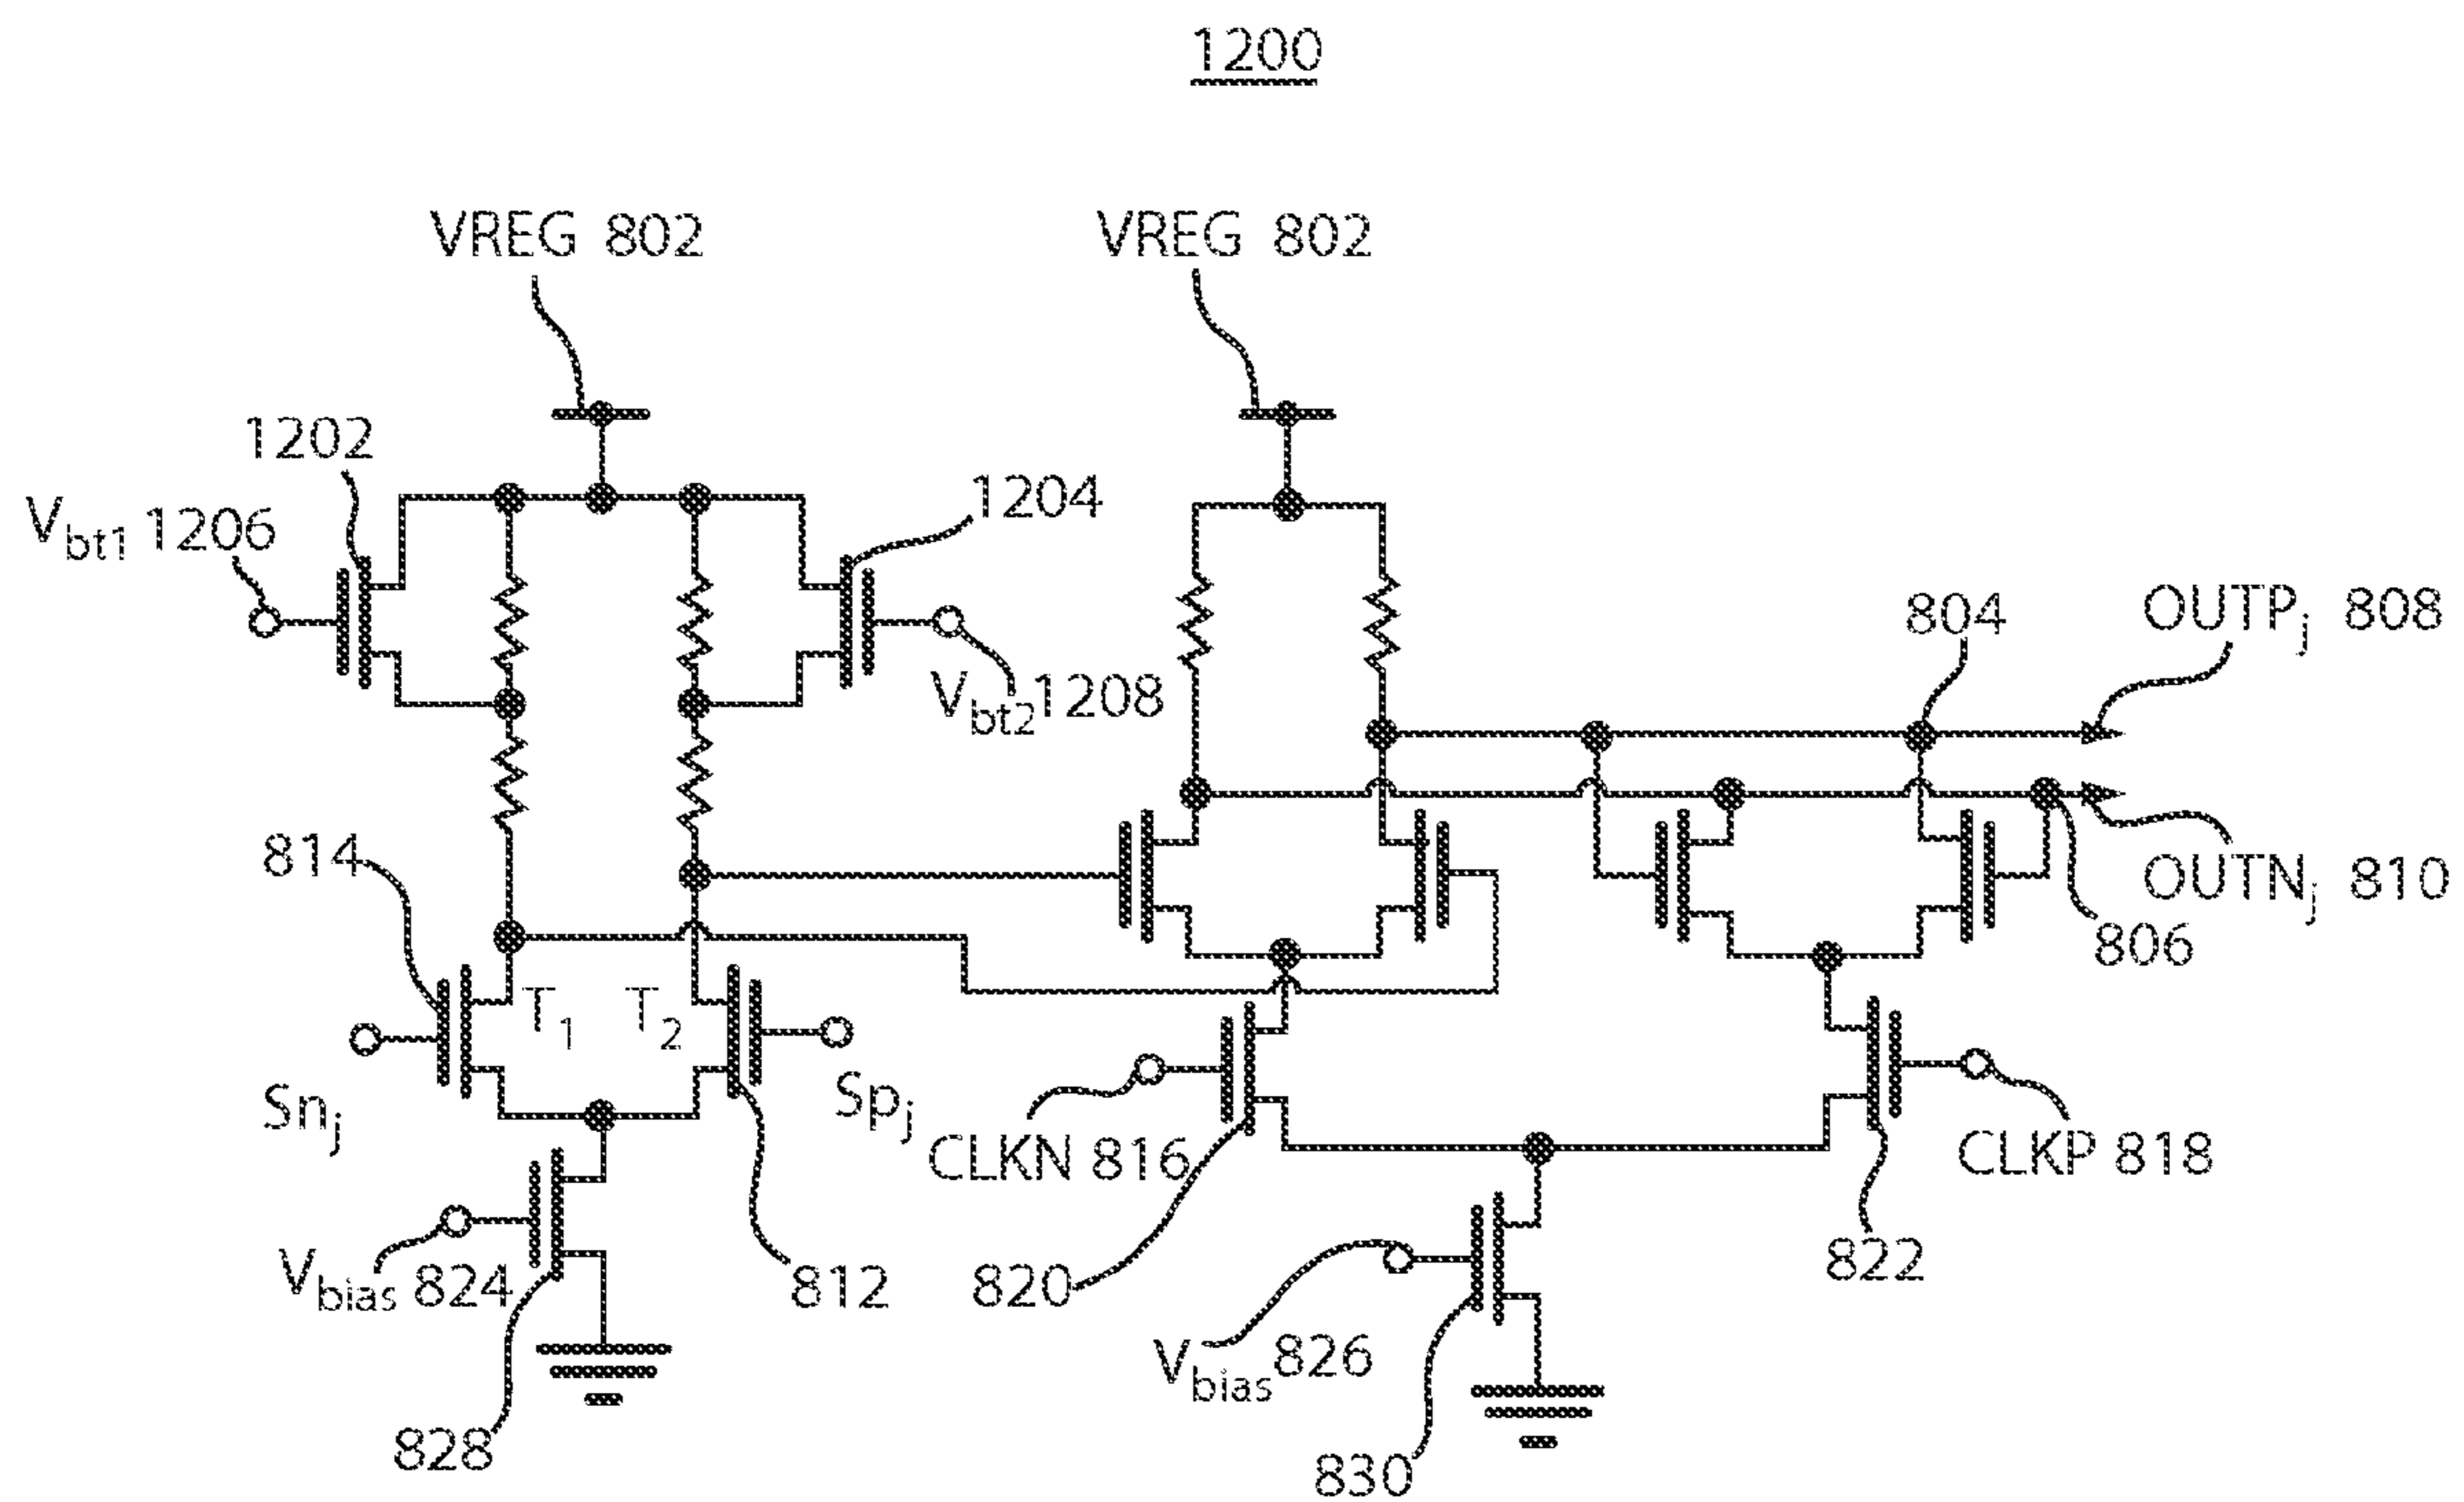 1200
VREG 802
VREG 802
1202
1204
Vbt1 1206
804
OUTPj 808
Vbt2 1208
814
OUTNj 810
806
T1
T2
Snj
Spj
CLKN 816
CLKP 818
Vbias 824
812
820
822
Vbias 826
828
830